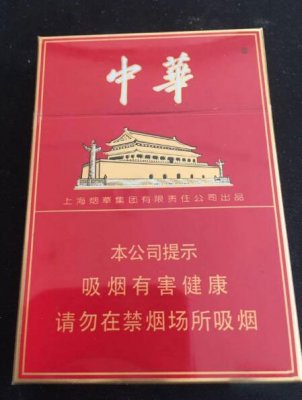 中華
上海烟草集团有限责任公司出品
本公司提示
吸烟有害健康
请勿在禁烟场所吸烟